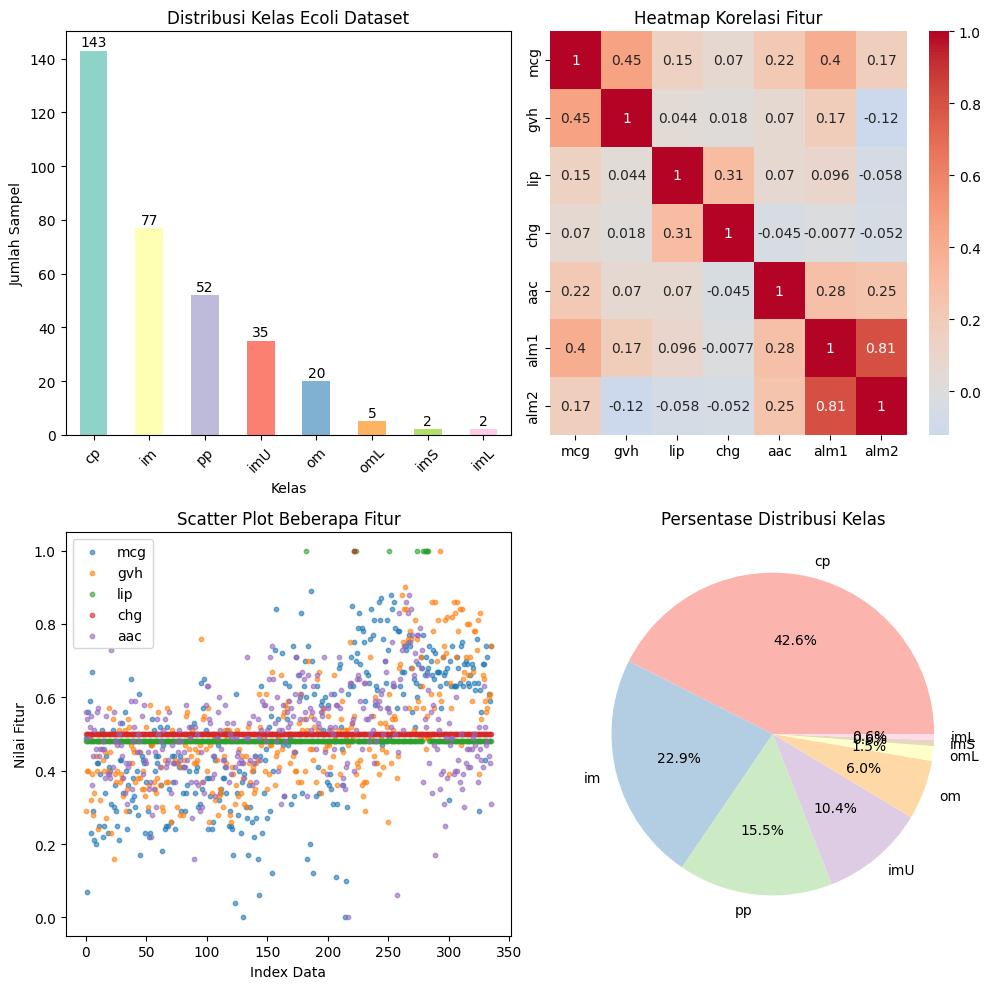 Distribusi Kelas Ecoli Dataset
143
77
52
35
20
5
2
2
140
120
100
80
60
40
20
0
Jumlah Sampel
cp
im
pp
imU
om
omL
imS
imL
Kelas
Heatmap Korelasi Fitur
mcg 1 0.45 0.15 0.07 0.22 0.4 0.17
gvh 0.45 1 0.044 0.018 0.07 0.17 -0.12
lip 0.15 0.044 1 0.31 0.07 0.096 -0.058
chg 0.07 0.018 0.31 1 -0.045 -0.0077 -0.052
aac 0.22 0.07 0.07 -0.045 1 0.28 0.25
alm1 0.4 0.17 0.096 -0.0077 0.28 1 0.81
alm2 0.17 -0.12 -0.058 -0.052 0.25 0.81 1
mcg gvh lip chg aac alm1 alm2
1.0
0.8
0.6
0.4
0.2
0.0
Scatter Plot Beberapa Fitur
mcg
gvh
lip
chg
aac
1.0
0.8
0.6
0.4
0.2
0.0
Nilai Fitur
0 50 100 150 200 250 300 350
Index Data
Persentase Distribusi Kelas
cp
42.6%
im
22.9%
pp
15.5%
imU
10.4%
om
6.0%
omL
1.5%
imS
imL
0.6%